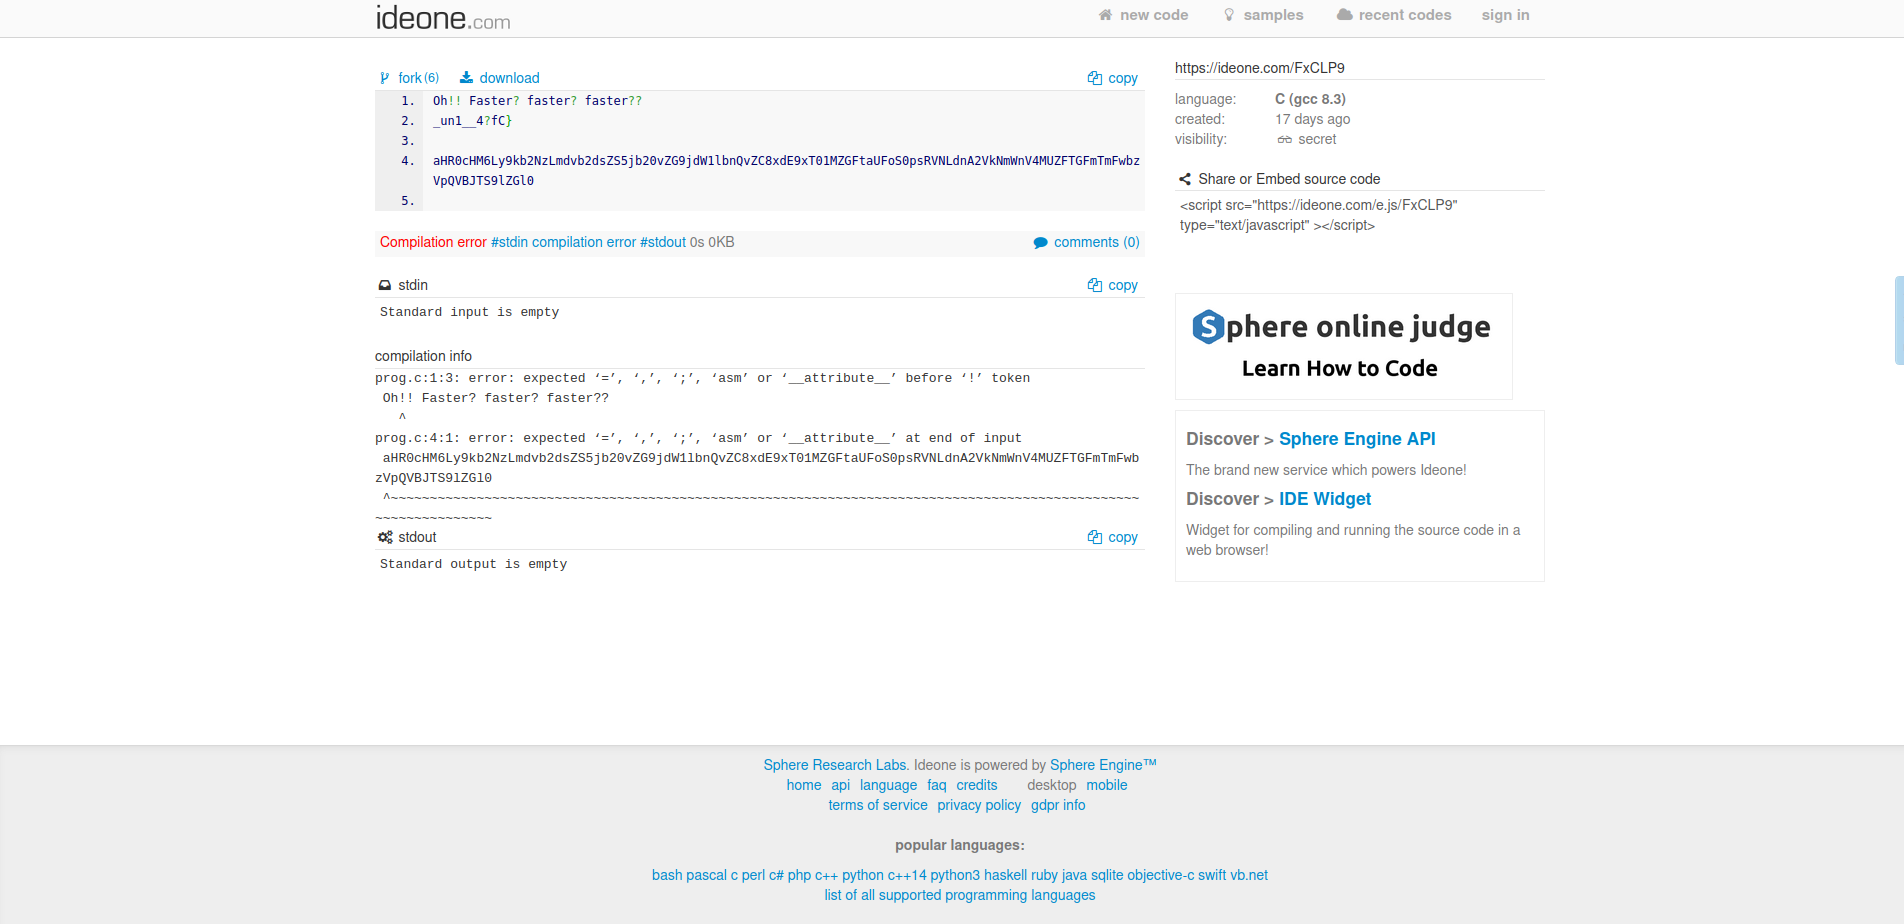 ideone.com
new code samples recent codes sign in
fork (6) download copy
1. Oh!! Faster? faster? faster??
2. _un1__4?fC}
3.
4. aHR0cHM6Ly9kb2NzLmdvb2dsZS5jb20vZG9jdW1lbnQvZC8xdE9xT01MZGFtaUFoS0psRVNLdnA2VkNmWnV4MUZFTGFmTmFwbz
VpQVBJTS9lZGl0
5.
Compilation error #stdin compilation error #stdout 0s 0KB comments (0)
stdin copy
Standard input is empty
compilation info
prog.c:1:3: error: expected ‘=’, ‘,’, ‘;’, ‘asm’ or ‘__attribute__’ before ‘!’ token
Oh!! Faster? faster? faster??
^
prog.c:4:1: error: expected ‘=’, ‘,’, ‘;’, ‘asm’ or ‘__attribute__’ at end of input
aHR0cHM6Ly9kb2NzLmdvb2dsZS5jb20vZG9jdW1lbnQvZC8xdE9xT01MZGFtaUFoS0psRVNLdnA2VkNmWnV4MUZFTGFmTmFwb
zVpQVBJTS9lZGl0
^~~~~~~~~~~~~~~~~~~~~~~~~~~~~~~~~~~~~~~~~~~~~~~~~~~~~~~~~~~~~~~~~~~~~~~~~~~~~~~~~~~~~~~~~~~~~~~~~
~~~~~~~~~~~~~~~
stdout copy
Standard output is empty
https://ideone.com/FxCLP9
language: C (gcc 8.3)
created: 17 days ago
visibility: secret
Share or Embed source code
<script src="https://ideone.com/e.js/FxCLP9"
type="text/javascript" ></script>
Sphere online judge
Learn How to Code
Discover > Sphere Engine API
The brand new service which powers Ideone!
Discover > IDE Widget
Widget for compiling and running the source code in a
web browser!
Sphere Research Labs. Ideone is powered by Sphere Engine™
home api language faq credits desktop mobile
terms of service privacy policy gdpr info
popular languages:
bash pascal c perl c# php c++ python c++14 python3 haskell ruby java sqlite objective-c swift vb.net
list of all supported programming languages